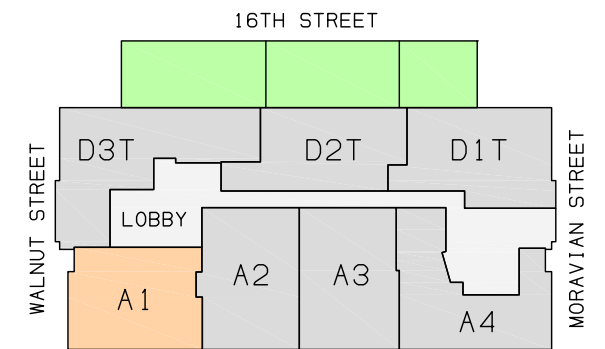 16TH STREET
D3T
D2T
D1T
WALNUT STREET
MORAVIAN STREET
LOBBY
A1
A2
A3
A4